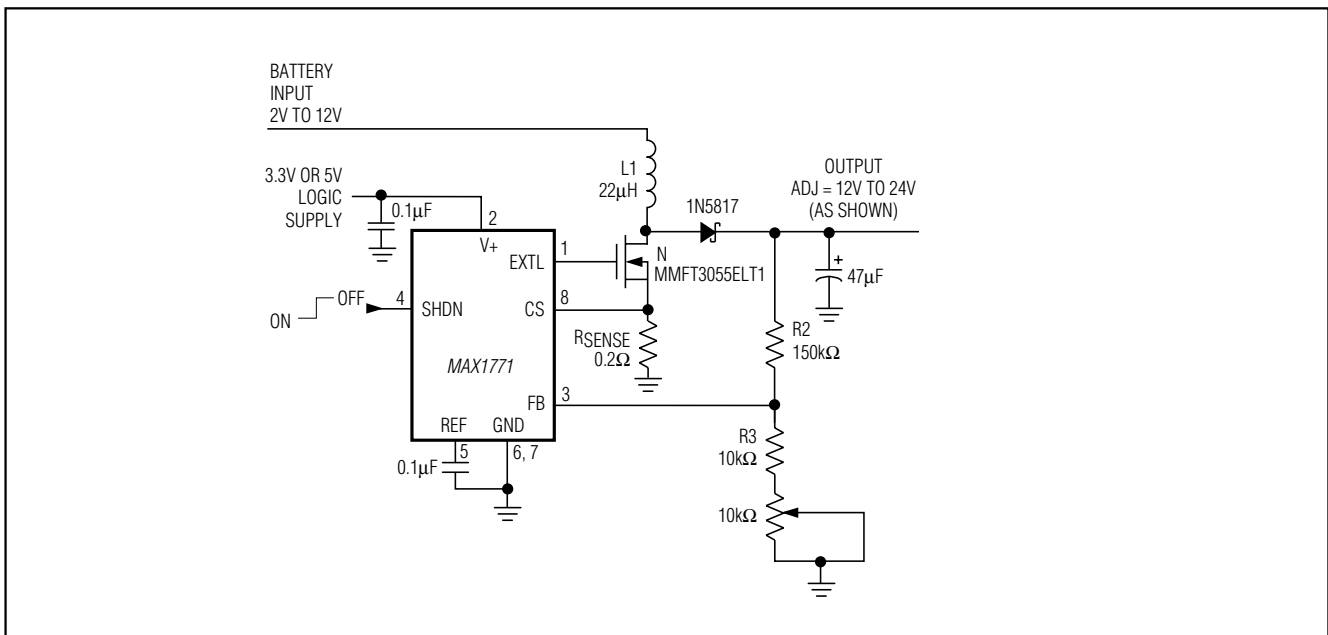 BATTERY
INPUT
2V TO 12V
L1
22μH
3.3V OR 5V
LOGIC
SUPPLY
0.1μF
2
V+
1N5817
OUTPUT
ADJ = 12V TO 24V
(AS SHOWN)
EXTL
1
N
MMFT3055ELT1
+
47μF
ON
OFF
4
SHDN
CS
8
RSENSE
0.2Ω
R2
150kΩ
MAX1771
FB
3
REF
GND
5
6, 7
0.1μF
R3
10kΩ
10kΩ